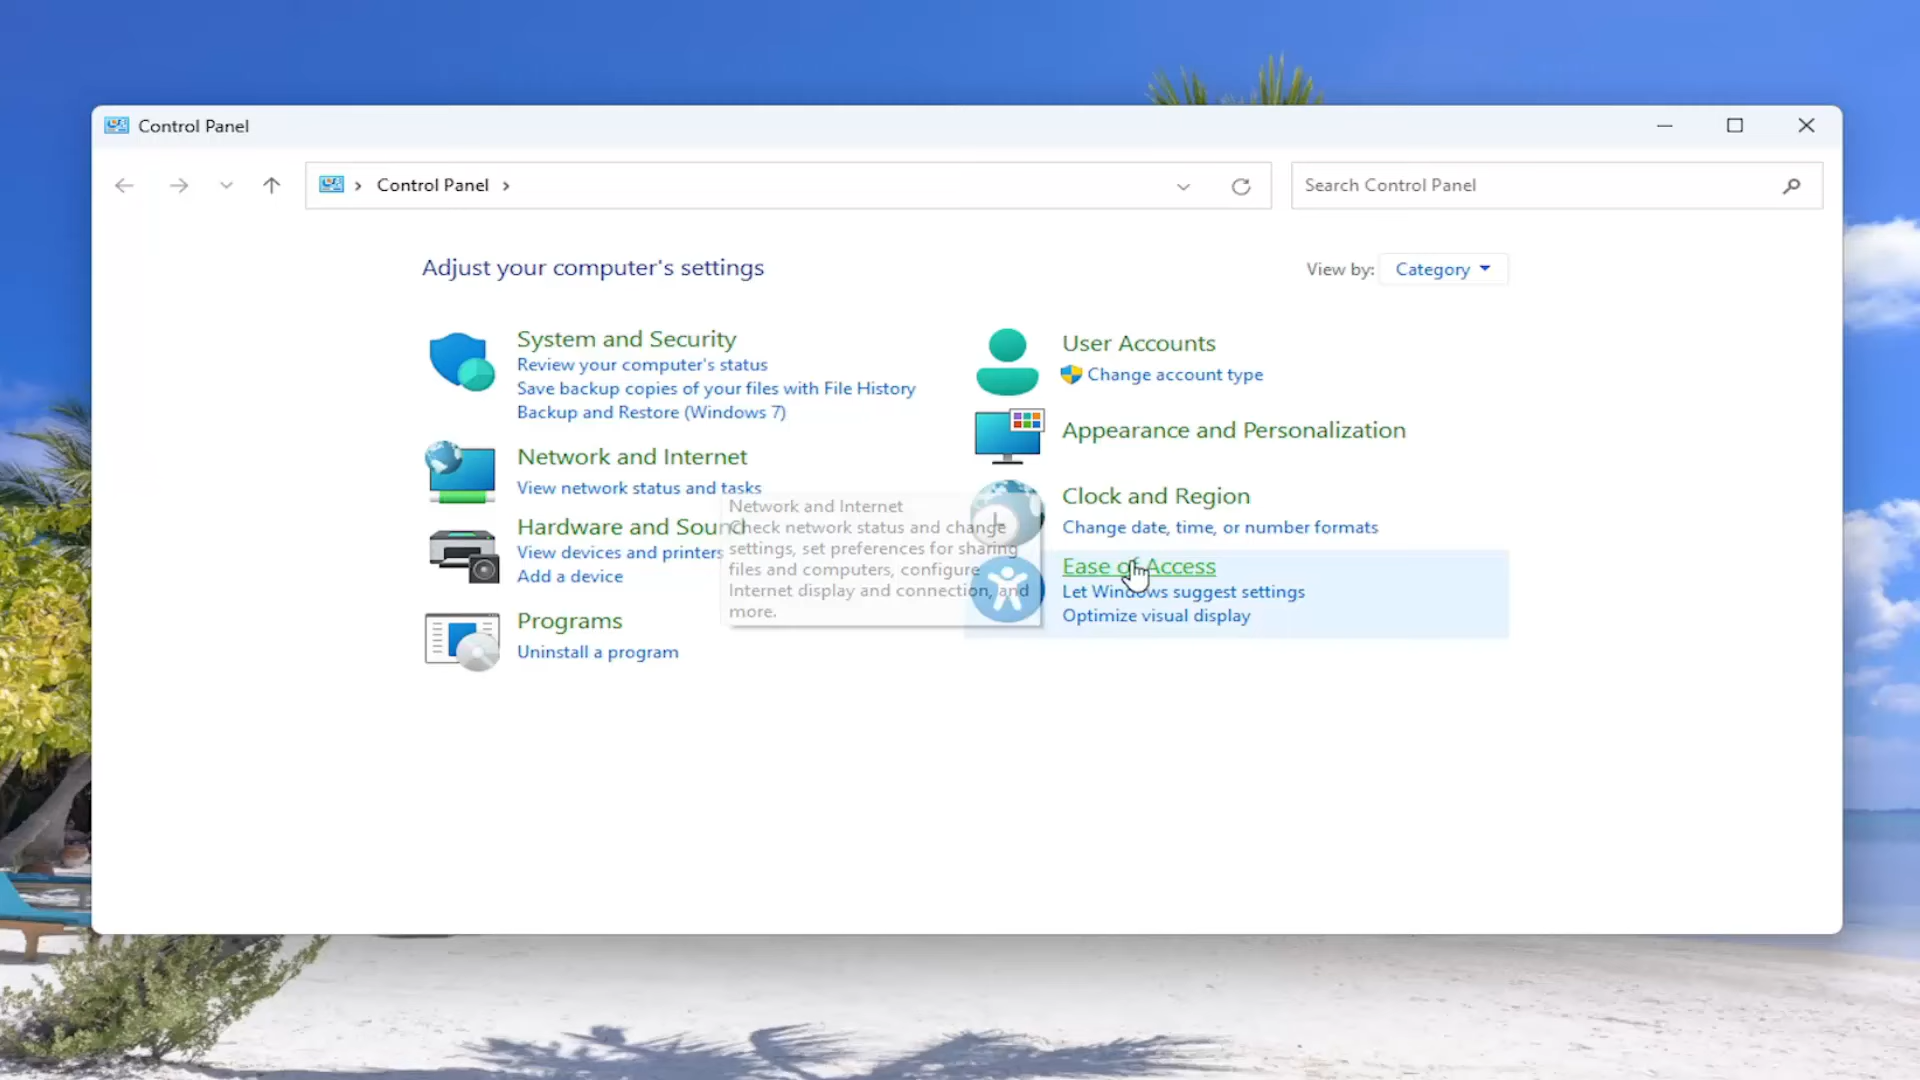 Control Panel
Control Panel
Search Control Panel
Adjust your computer's settings
View by: Category
System and Security
Review your computer's status
Save backup copies of your files with File History
Backup and Restore (Windows 7)
Network and Internet
View network status and tasks
Hardware and Sound
View devices and printers
Add a device
Programs
Uninstall a program
Network and Internet
Check network status and change
settings, set preferences for sharing
files and computers, configure
Internet display and connection, and
more.
User Accounts
Change account type
Appearance and Personalization
Clock and Region
Change date, time, or number formats
Ease of Access
Let Windows suggest settings
Optimize visual display